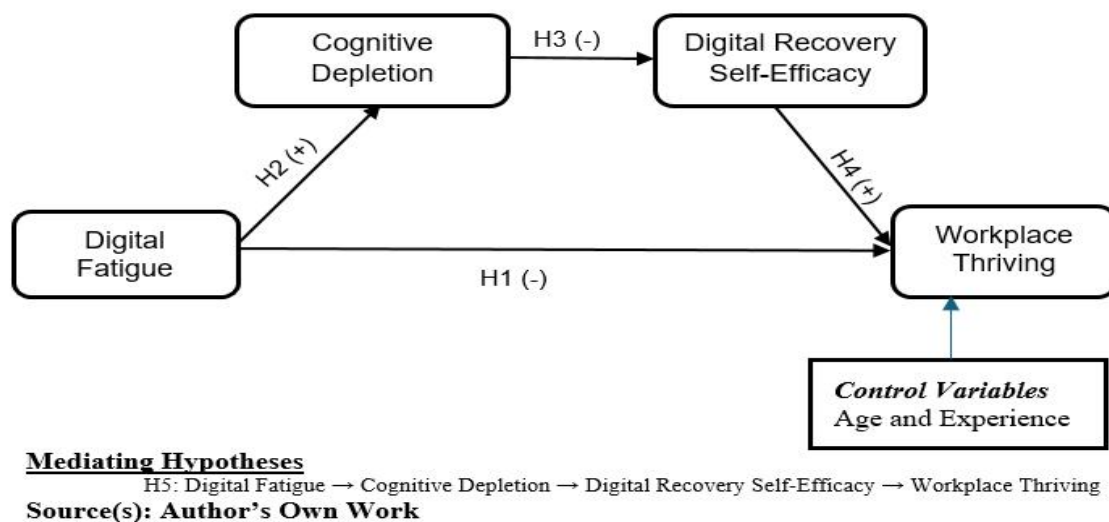 Cognitive
Depletion
H3 (-)
Digital Recovery
Self-Efficacy
H2 (+)
H4 (+)
Digital
Fatigue
H1 (-)
Workplace
Thriving
Control Variables
Age and Experience
Mediating Hypotheses
H5: Digital Fatigue → Cognitive Depletion → Digital Recovery Self-Efficacy → Workplace Thriving
Source(s): Author's Own Work